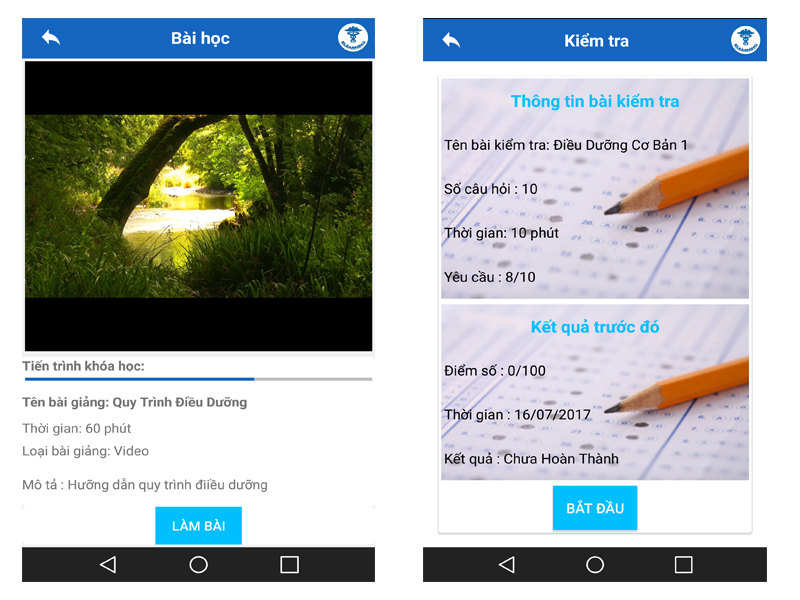 Bài học
Tiến trình khóa học:
Tên bài giảng: Quy Trình Điều Dưỡng
Thời gian: 60 phút
Loại bài giảng: Video
Mô tả : Hưỡng dẫn quy trình điiều dưỡng
LÀM BÀI
Kiểm tra
Thông tin bài kiểm tra
Tên bài kiểm tra: Điều Dưỡng Cơ Bản 1
Số câu hỏi : 10
Thời gian: 10 phút
Yêu cầu : 8/10
Kết quả trước đó
Điểm số : 0/100
Thời gian : 16/07/2017
Kết quả : Chưa Hoàn Thành
BẮT ĐẦU